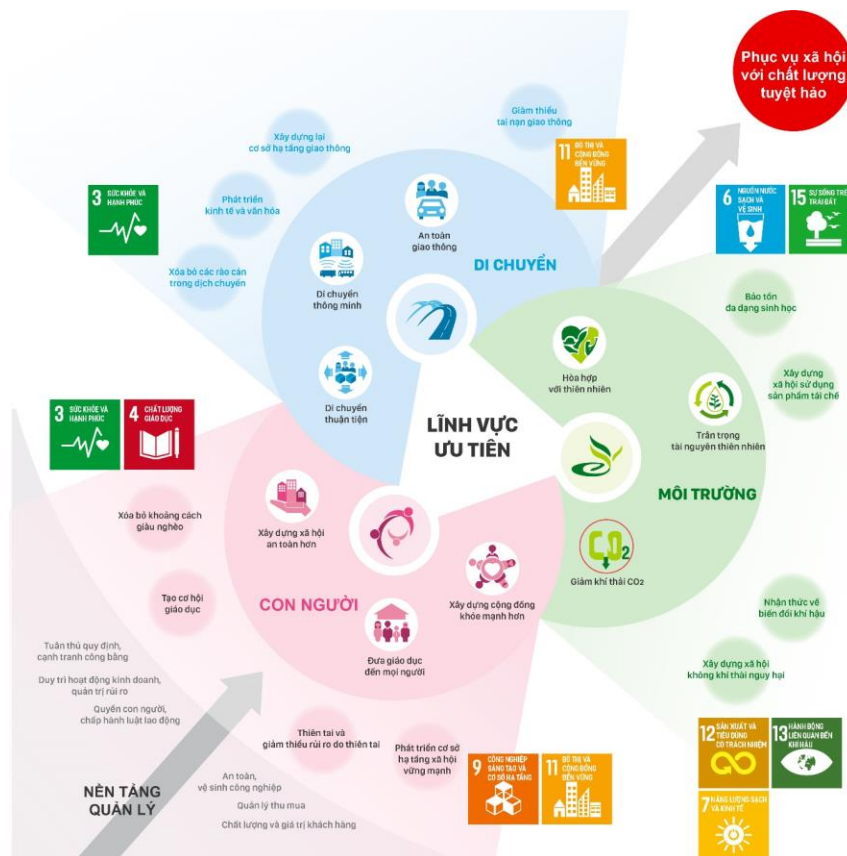 Phục vụ xã hội
với chất lượng
tuyệt hảo
Giảm thiểu
tai nạn giao thông
Xây dựng lại
cơ sở hạ tầng giao thông
11 ĐÔ THỊ VÀ
CỘNG ĐỒNG
BỀN VỮNG
3 SỨC KHỎE VÀ
HẠNH PHÚC
Phát triển
kinh tế và văn hóa
An toàn
giao thông
6 NGUỒN NƯỚC
SẠCH VÀ
VỆ SINH
15 SỰ SỐNG TRÊN
TRÁI ĐẤT
DI CHUYỂN
Xóa bỏ các rào cản
trong dịch chuyển
Di chuyển
thông minh
Bảo tồn
đa dạng sinh học
Hòa hợp
với thiên nhiên
Xây dựng
xã hội sử dụng
sản phẩm tái chế
Di chuyển
thuận tiện
LĨNH VỰC
ƯU TIÊN
Trân trọng
tài nguyên thiên nhiên
3 SỨC KHỎE VÀ
HẠNH PHÚC
4 CHẤT LƯỢNG
GIÁO DỤC
MÔI TRƯỜNG
Xóa bỏ khoảng cách
giàu nghèo
Xây dựng xã hội
an toàn hơn
CO2
Giảm khí thải CO2
Tạo cơ hội
giáo dục
CON NGƯỜI
Xây dựng cộng đồng
khỏe mạnh hơn
Nhận thức về
biến đổi khí hậu
Đưa giáo dục
đến mọi người
Xây dựng xã hội
không khí thải nguy hại
Tuân thủ quy định,
cạnh tranh công bằng
Duy trì hoạt động kinh doanh,
quản trị rủi ro
Quyền con người,
chấp hành luật lao động
Thiên tai và
giảm thiểu rủi ro do thiên tai
Phát triển cơ sở
hạ tầng xã hội
vững mạnh
9 CÔNG NGHIỆP
SÁNG TẠO VÀ
CƠ SỞ HẠ TẦNG
11 ĐÔ THỊ VÀ
CỘNG ĐỒNG
BỀN VỮNG
12 SẢN XUẤT VÀ
TIÊU DÙNG
CÓ TRÁCH NHIỆM
13 HÀNH ĐỘNG
LIÊN QUAN ĐẾN
KHÍ HẬU
7 NĂNG LƯỢNG SẠCH
VÀ KINH TẾ
NỀN TẢNG
QUẢN LÝ
An toàn,
vệ sinh công nghiệp
Quản lý thu mua
Chất lượng và giá trị khách hàng